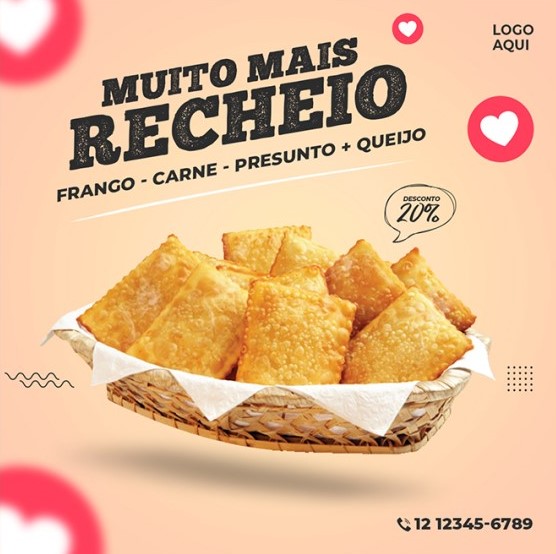 LOGO
AQUI
MUITO MAIS
RECHEIO
FRANGO - CARNE - PRESUNTO + QUEIJO
DESCONTO
20%
12 12345-6789